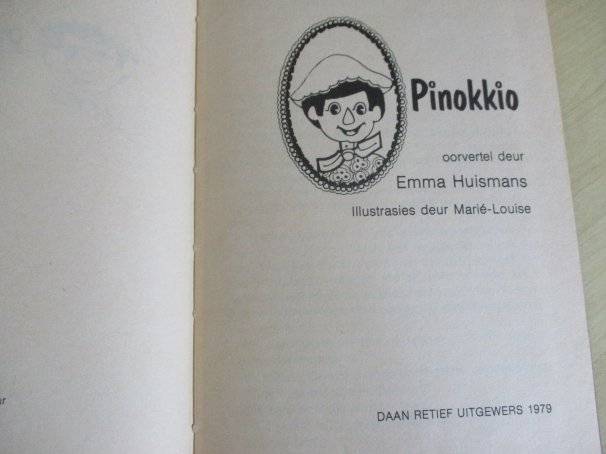 Pinokkio
oorvertel deur
Emma Huismans
Illustrasies deur Marié-Louise
DAAN RETIEF UITGEWERS 1979